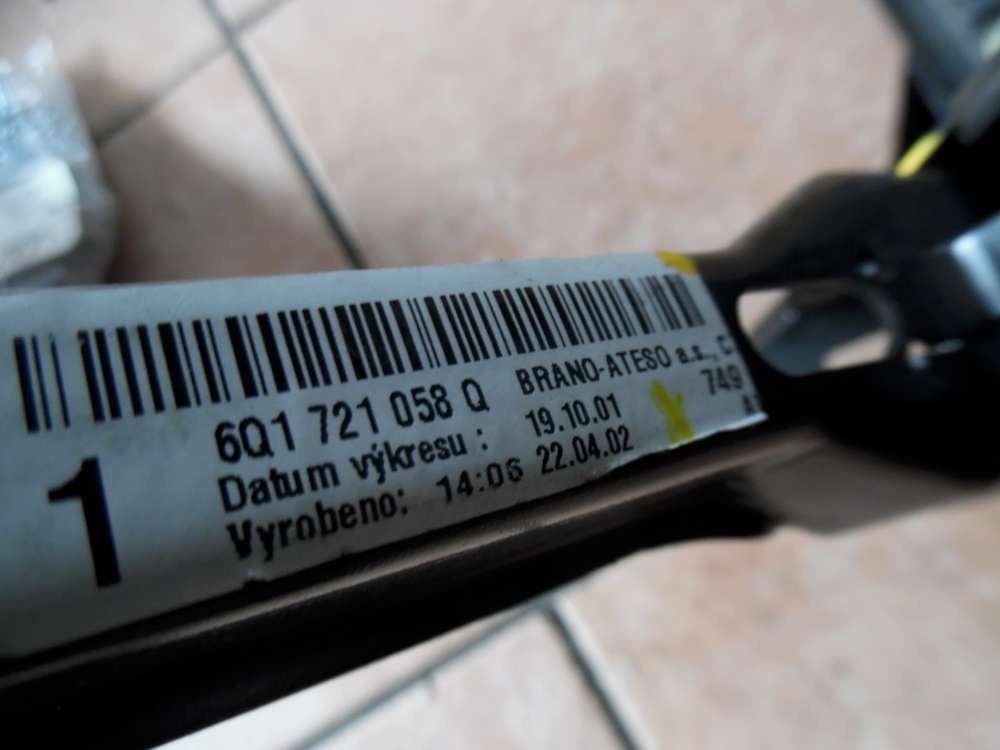 1
6Q1 721 058 Q BRANO-ATESO a.s., C
Datum výkresu : 19.10.01 749
Vyrobeno: 14:06 22.04.02